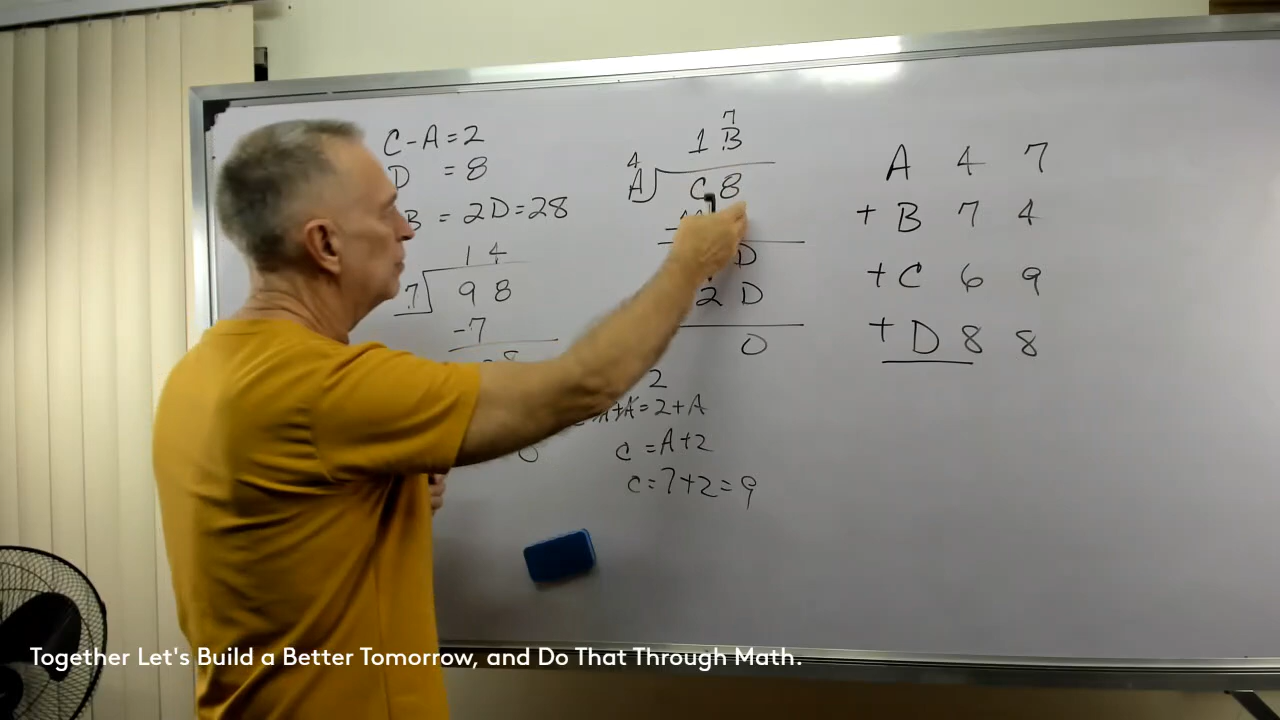 C-A=2
D =8
B = 2D=28
1 4
7 9 8
-7
7
1 B
4
A C 8
D
2 D
0
2
+A=2+A
C =A+2
C=7+2=9
A 4 7
+ B 7 4
+ C 6 9
+ D 8 8
Together Let's Build a Better Tomorrow, and Do That Through Math.